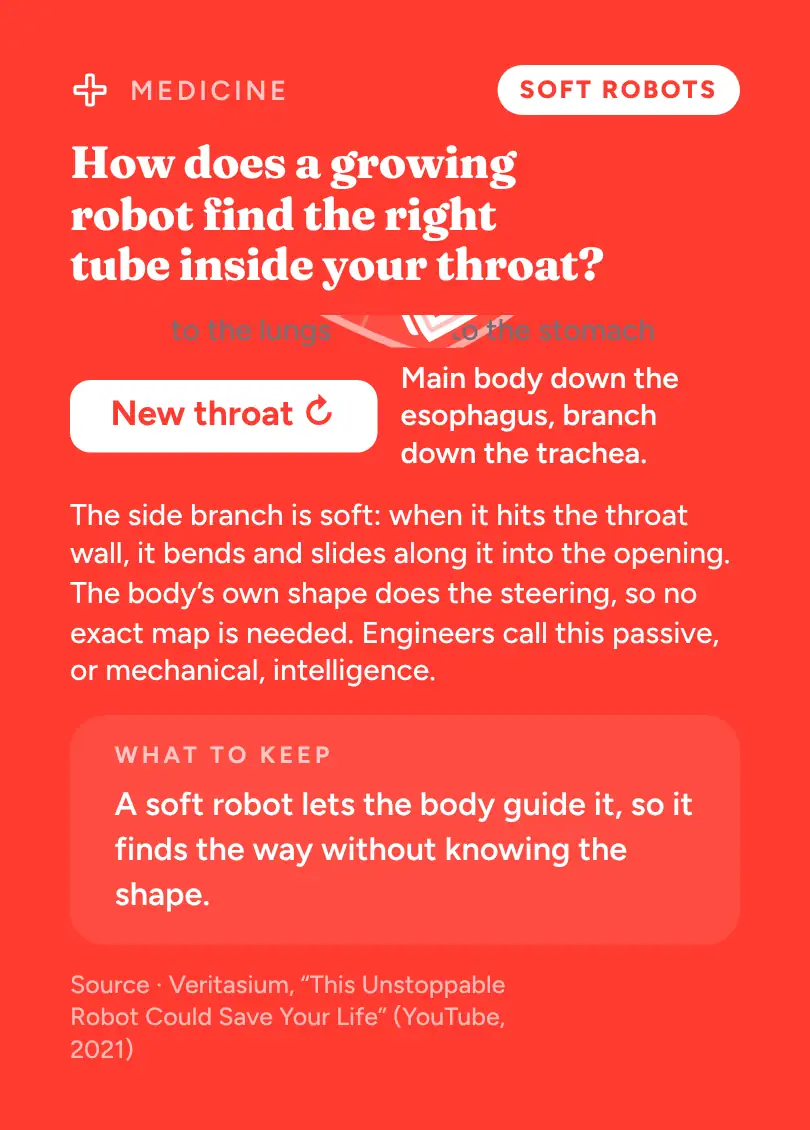 MEDICINE
SOFT ROBOTS
How does a growing
robot find the right
tube inside your throat?
to the lungs
to the stomach
New throat ↻
Main body down the
esophagus, branch
down the trachea.
The side branch is soft: when it hits the throat
wall, it bends and slides along it into the opening.
The body’s own shape does the steering, so no
exact map is needed. Engineers call this passive,
or mechanical, intelligence.
WHAT TO KEEP
A soft robot lets the body guide it, so it
finds the way without knowing the
shape.
Source · Veritasium, “This Unstoppable
Robot Could Save Your Life” (YouTube,
2021)